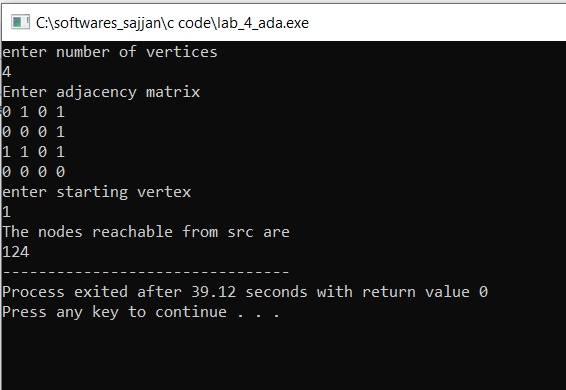 C:\softwares_sajjan\c code\lab_4_ada.exe
enter number of vertices
4
Enter adjacency matrix
0 1 0 1
0 0 0 1
1 1 0 1
0 0 0 0
enter starting vertex
1
The nodes reachable from src are
124
--------------------------------
Process exited after 39.12 seconds with return value 0
Press any key to continue . . .